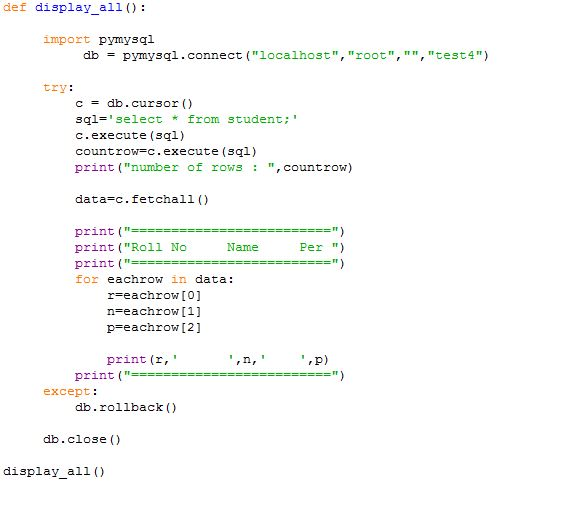 def display_all():

     import pymysql
          db = pymysql.connect("localhost","root","","test4")

     try:
         c = db.cursor()
         sql='select * from student;'
         c.execute(sql)
         countrow=c.execute(sql)
         print("number of rows : ",countrow)

         data=c.fetchall()

         print("=========================")
         print("Roll No     Name     Per ")
         print("=========================")
         for eachrow in data:
             r=eachrow[0]
             n=eachrow[1]
             p=eachrow[2]

             print(r,'      ',n,'    ',p)
         print("=========================")
     except:
         db.rollback()

     db.close()

display_all()